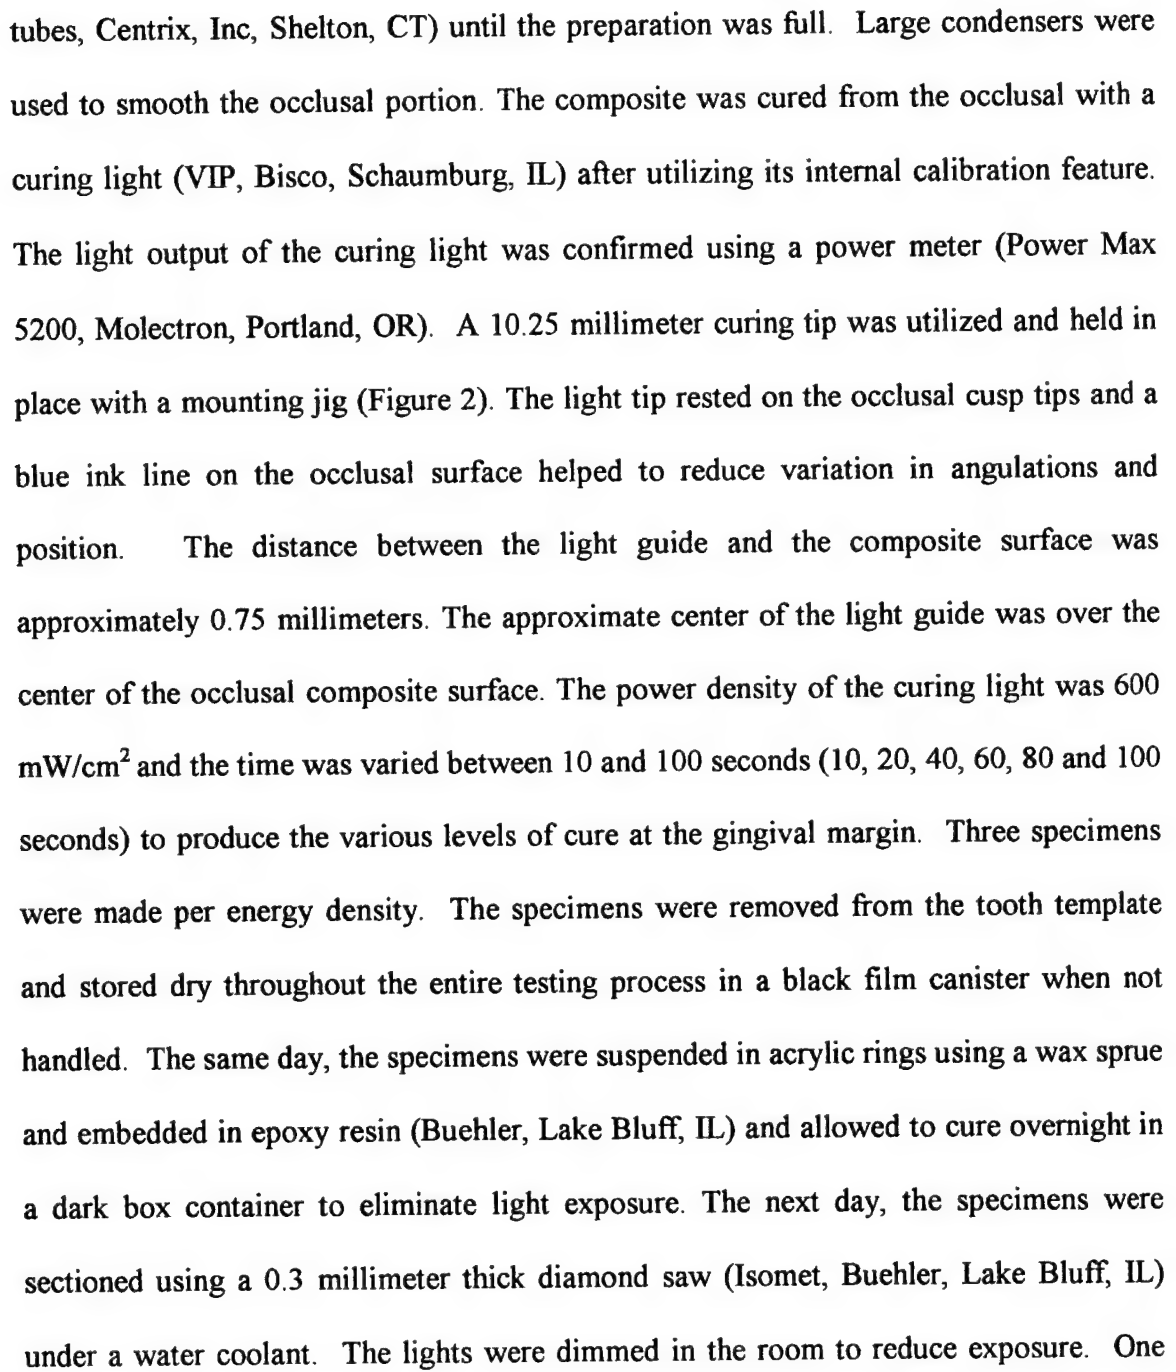 tubes, Centrix, Inc, Shelton, CT) until the preparation was full. Large condensers were
used to smooth the occlusal portion. The composite was cured from the occlusal with a
curing light (VIP, Bisco, Schaumburg, IL) after utilizing its internal calibration feature.
The light output of the curing light was confirmed using a power meter (Power Max
5200, Molectron, Portland, OR). A 10.25 millimeter curing tip was utilized and held in
place with a mounting jig (Figure 2). The light tip rested on the occlusal cusp tips and a
blue ink line on the occlusal surface helped to reduce variation in angulations and
position. The distance between the light guide and the composite surface was
approximately 0.75 millimeters. The approximate center of the light guide was over the
center of the occlusal composite surface. The power density of the curing light was 600
mW/cm² and the time was varied between 10 and 100 seconds (10, 20, 40, 60, 80 and 100
seconds) to produce the various levels of cure at the gingival margin. Three specimens
were made per energy density. The specimens were removed from the tooth template
and stored dry throughout the entire testing process in a black film canister when not
handled. The same day, the specimens were suspended in acrylic rings using a wax sprue
and embedded in epoxy resin (Buehler, Lake Bluff, IL) and allowed to cure overnight in
a dark box container to eliminate light exposure. The next day, the specimens were
sectioned using a 0.3 millimeter thick diamond saw (Isomet, Buehler, Lake Bluff, IL)
under a water coolant. The lights were dimmed in the room to reduce exposure. One